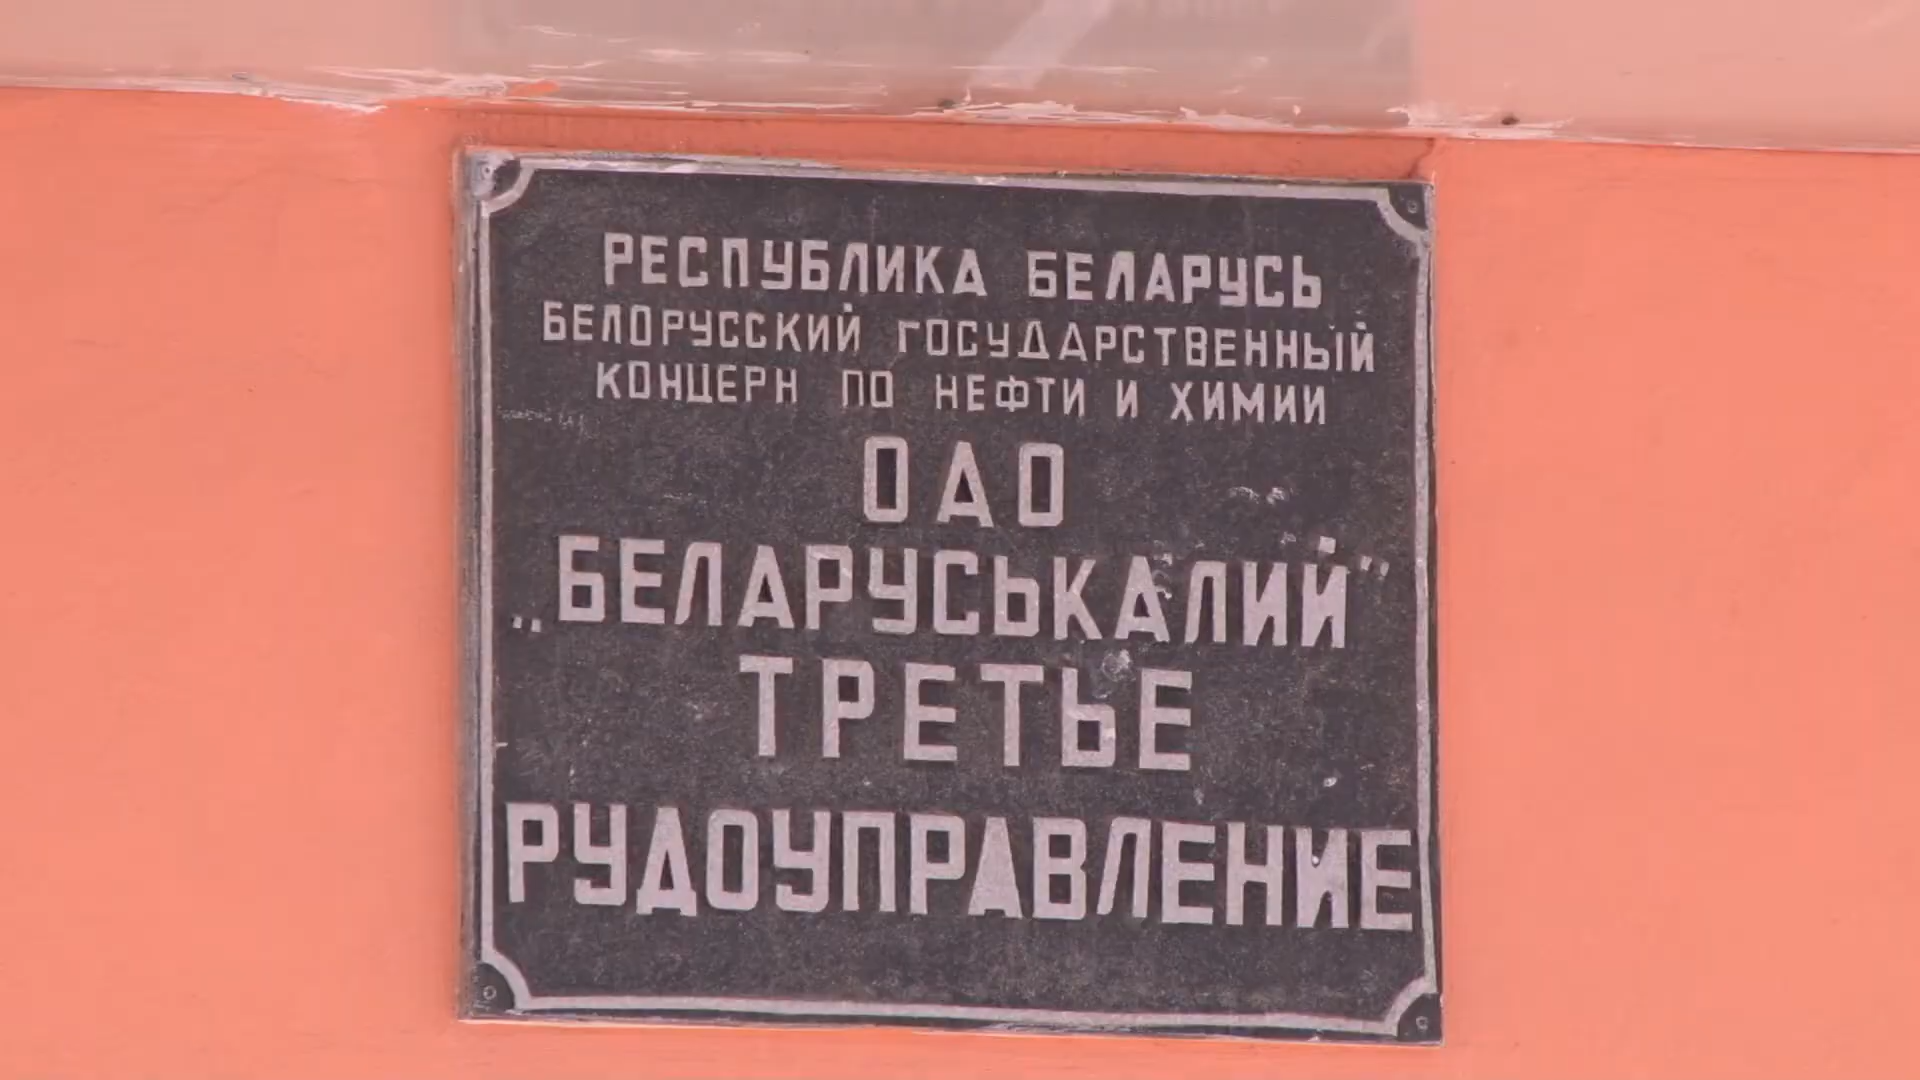 РЕСПУБЛИКА БЕЛАРУСЬ
БЕЛОРУССКИЙ ГОСУДАРСТВЕННЫЙ
КОНЦЕРН ПО НЕФТИ И ХИМИИ
ОАО
„БЕЛАРУСЬКАЛИЙ"
ТРЕТЬЕ
РУДОУПРАВЛЕНИЕ